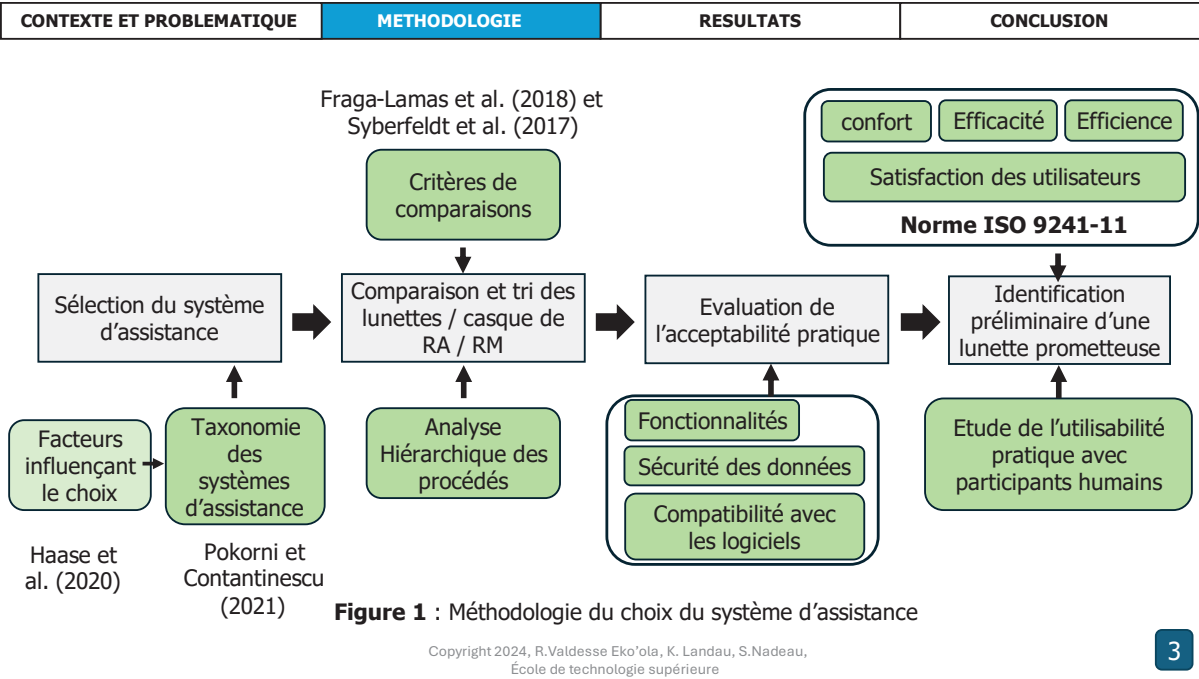 CONTEXTE ET PROBLEMATIQUE
METHODOLOGIE
RESULTATS
CONCLUSION
Fraga-Lamas et al. (2018) et
Syberfeldt et al. (2017)
Critères de
comparaisons
confort
Efficacité
Efficience
Satisfaction des utilisateurs
Norme ISO 9241-11
Sélection du système
d'assistance
Comparaison et tri des
lunettes / casque de
RA / RM
Evaluation de
l'acceptabilité pratique
Identification
préliminaire d'une
lunette prometteuse
Facteurs
influençant
le choix
Taxonomie
des
systèmes
d'assistance
Analyse
Hiérarchique des
procédés
Fonctionnalités
Sécurité des données
Compatibilité avec
les logiciels
Etude de l'utilisabilité
pratique avec
participants humains
Haase et
al. (2020)
Pokorni et
Contantinescu
(2021)
Figure 1 : Méthodologie du choix du système d'assistance
Copyright 2024, R.Valdesse Eko'ola, K. Landau, S.Nadeau,
École de technologie supérieure
3